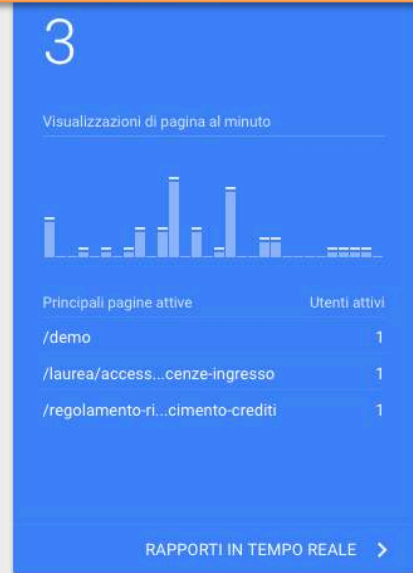 3
Visualizzazioni di pagina al minuto
Principali pagine attive Utenti attivi
/demo 1
/laurea/access...cenze-ingresso 1
/regolamento-ri...cimento-crediti 1
RAPPORTI IN TEMPO REALE